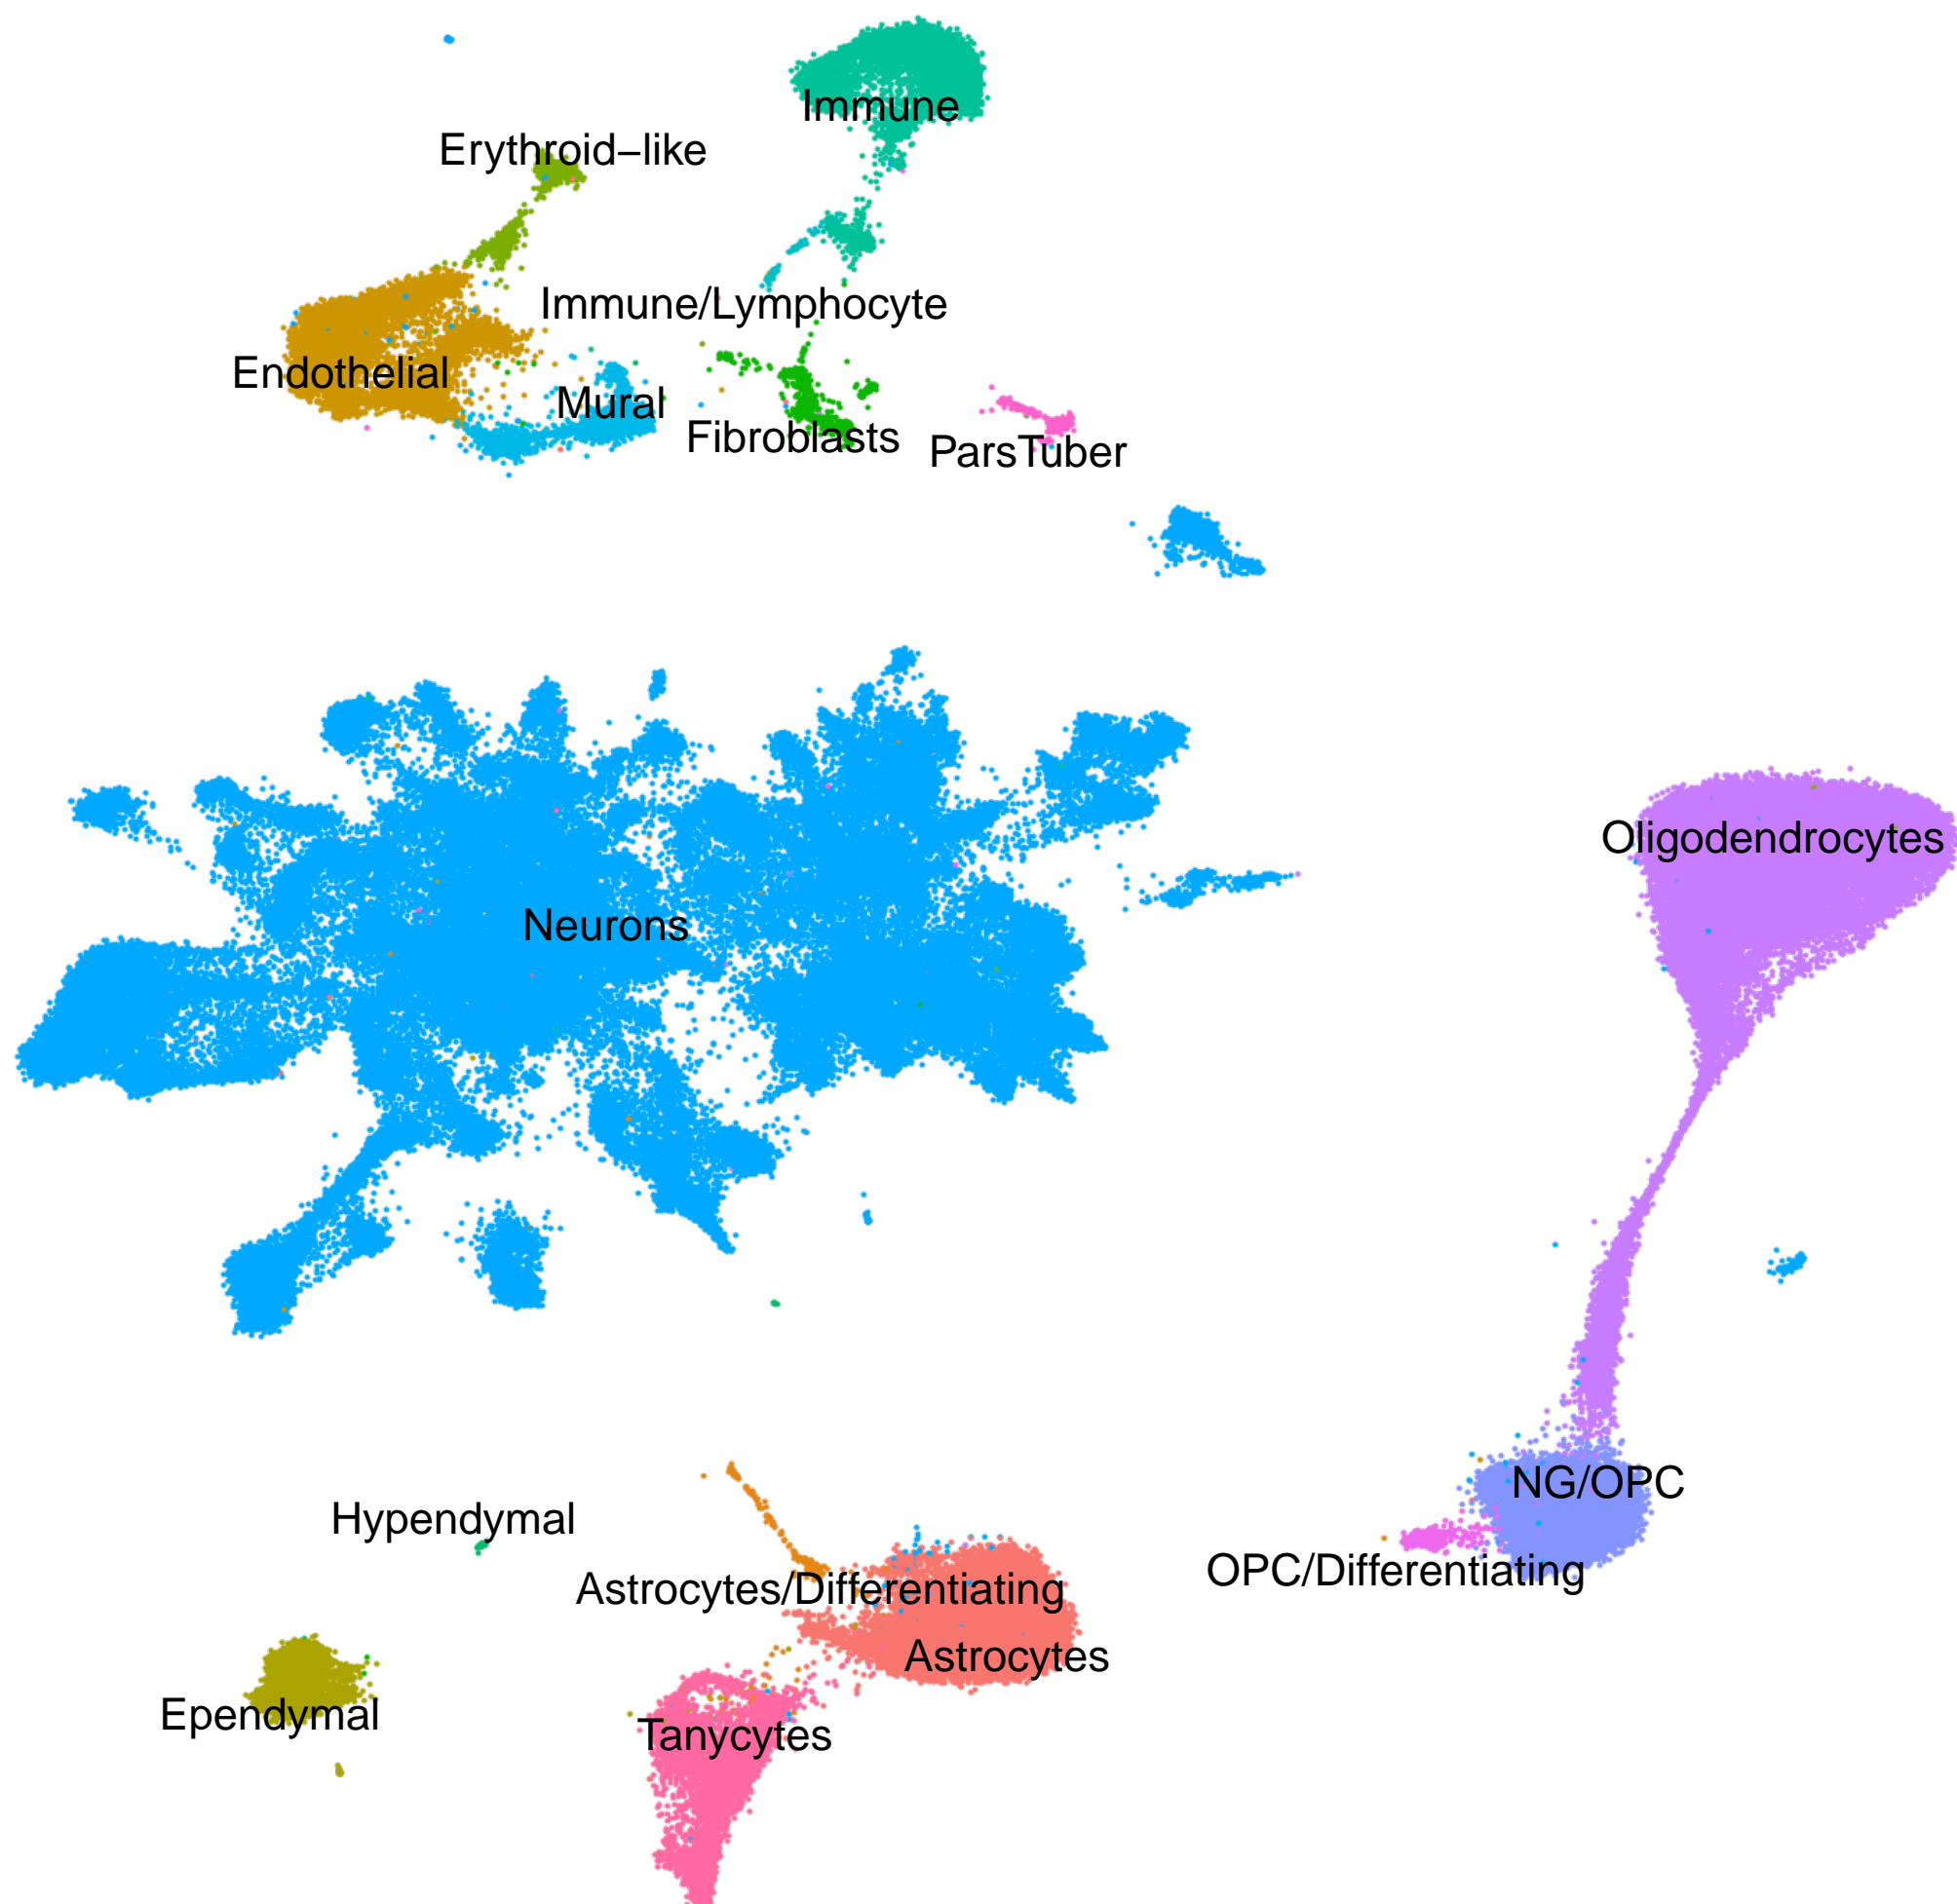 Immune
Erythroid−like
Immune/Lymphocyte
Endothelial
Mural
Fibroblasts
ParsTuber
Oligodendrocytes
Neurons
NG/OPC
Hypendymal
OPC/Differentiating
Astrocytes/Differentiating
Astrocytes
Ependymal
Tanycytes